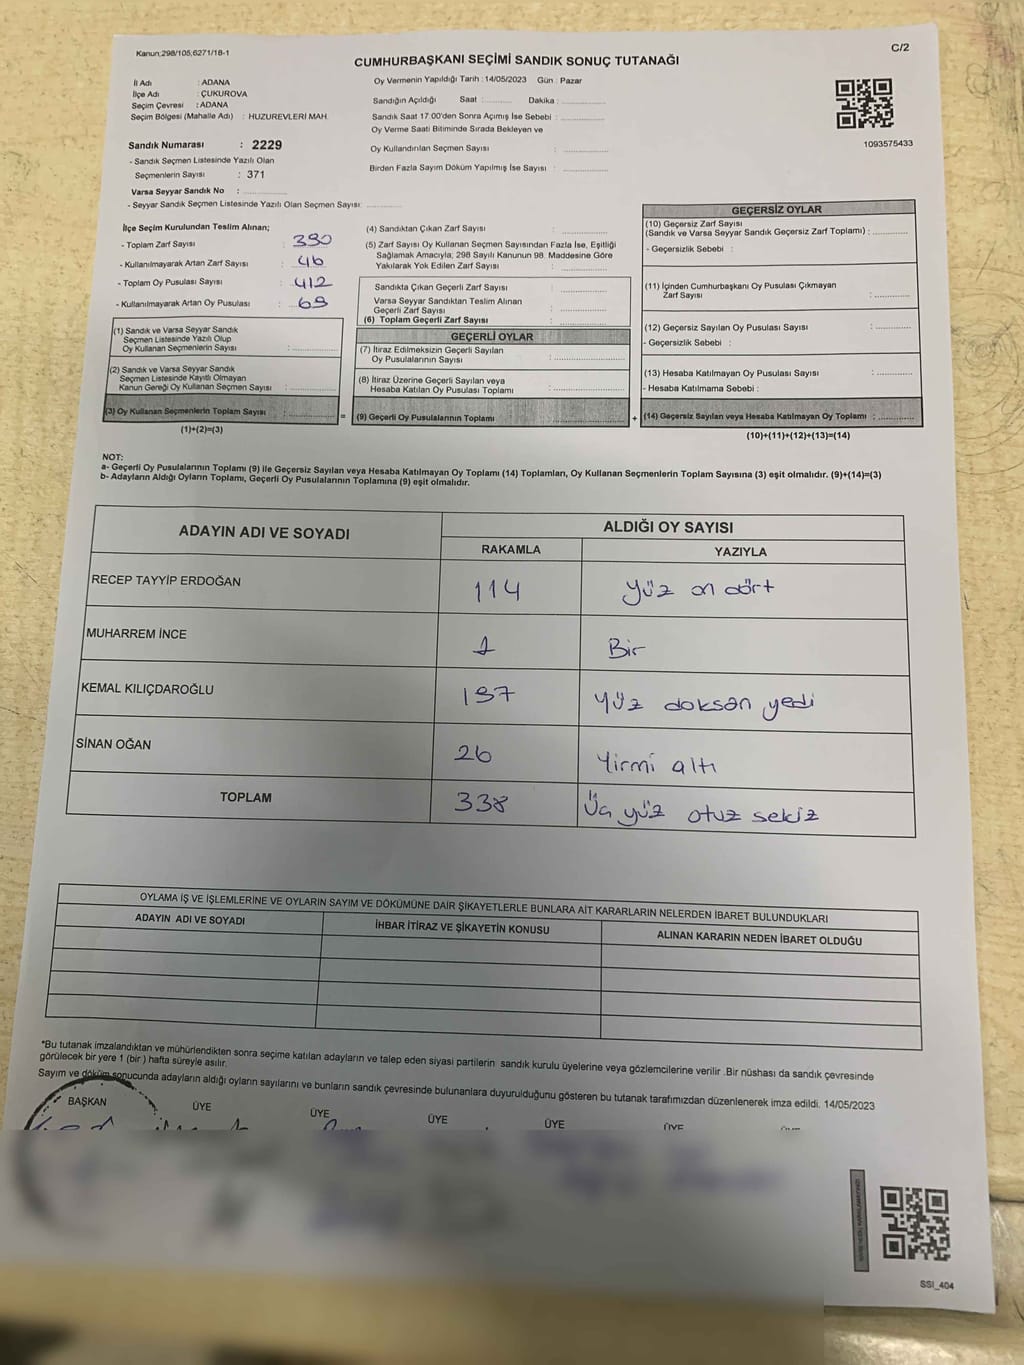 Kanun:298/105,6271/18-1
C/2
CUMHURBAŞKANI SEÇİMİ SANDIK SONUÇ TUTANAĞI
İl Adı : ADANA
İlçe Adı : ÇUKUROVA
Seçim Çevresi : ADANA
Seçim Bölgesi (Mahalle Adı) : HUZUREVLERİ MAH.
Sandık Numarası : 2229
- Sandık Seçmen Listesinde Yazılı Olan
Seçmenlerin Sayısı : 371
Varsa Seyyar Sandık No : ............
- Seyyar Sandık Seçmen Listesinde Yazılı Olan Seçmen Sayısı: ............
Oy Vermenin Yapıldığı Tarih : 14/05/2023 Gün : Pazar
Sandığın Açıldığı Saat : ......... Dakika : ............
Sandık Saat 17:00'den Sonra Açımış İse Sebebi : ............
Oy Verme Saati Bitiminde Sırada Bekleyen ve
Oy Kullandırılan Seçmen Sayısı : ............
Birden Fazla Sayım Döküm Yapılmış İse Sayısı : ............
1093575433
İlçe Seçim Kurulundan Teslim Alınan;
- Toplam Zarf Sayısı : 390
- Kullanılmayarak Artan Zarf Sayısı : 46
- Toplam Oy Pusulası Sayısı : 412
- Kullanılmayarak Artan Oy Pusulası : 69
(1) Sandık ve Varsa Seyyar Sandık
Seçmen Listesinde Yazılı Olup
Oy Kullanan Seçmenlerin Sayısı : ............
(2) Sandık ve Varsa Seyyar Sandık
Seçmen Listesinde Kayıtlı Olmayan
Kanun Gereği Oy Kullanan Seçmen Sayısı : ............
(3) Oy Kullanan Seçmenlerin Toplam Sayısı : ............
(1)+(2)=(3)
=
(4) Sandıktan Çıkan Zarf Sayısı : ............
(5) Zarf Sayısı Oy Kullanan Seçmen Sayısından Fazla İse, Eşitliği
Sağlamak Amacıyla, 298 Sayılı Kanunun 98. Maddesine Göre
Yakılarak Yok Edilen Zarf Sayısı : ............
Sandıkta Çıkan Geçerli Zarf Sayısı : ............
Varsa Seyyar Sandıktan Teslim Alınan
Geçerli Zarf Sayısı : ............
(6) Toplam Geçerli Zarf Sayısı : ............
GEÇERLİ OYLAR
(7) İtiraz Edilmeksizin Geçerli Sayılan
Oy Pusulalarının Sayısı : ............
(8) İtiraz Üzerine Geçerli Sayılan veya
Hesaba Katılan Oy Pusulası Toplamı : ............
(9) Geçerli Oy Pusulalarının Toplamı : ............
+
GEÇERSİZ OYLAR
(10) Geçersiz Zarf Sayısı
(Sandık ve Varsa Seyyar Sandık Geçersiz Zarf Toplamı) : ............
- Geçersizlik Sebebi :
(11) İçinden Cumhurbaşkanı Oy Pusulası Çıkmayan
Zarf Sayısı : ............
(12) Geçersiz Sayılan Oy Pusulası Sayısı : ............
- Geçersizlik Sebebi :
(13) Hesaba Katılmayan Oy Pusulası Sayısı : ............
- Hesaba Katılmama Sebebi :
(14) Geçersiz Sayılan veya Hesaba Katılmayan Oy Toplamı : ............
(10)+(11)+(12)+(13)=(14)
NOT:
a- Geçerli Oy Pusulalarının Toplamı (9) ile Geçersiz Sayılan veya Hesaba Katılmayan Oy Toplamı (14) Toplamları, Oy Kullanan Seçmenlerin Toplam Sayısına (3) eşit olmalıdır. (9)+(14)=(3)
b- Adayların Aldığı Oyların Toplamı, Geçerli Oy Pusulalarının Toplamına (9) eşit olmalıdır.
ADAYIN ADI VE SOYADI ALDIĞI OY SAYISI
RAKAMLA YAZIYLA
RECEP TAYYİP ERDOĞAN 114 Yüz on dört
MUHARREM İNCE 1 Bir
KEMAL KILIÇDAROĞLU 197 Yüz doksan yedi
SİNAN OĞAN 26 Yirmi altı
TOPLAM 338 Üç yüz otuz sekiz
OYLAMA İŞ VE İŞLEMLERİNE VE OYLARIN SAYIM VE DÖKÜMÜNE DAİR ŞİKAYETLERLE BUNLARA AİT KARARLARIN NELERDEN İBARET BULUNDUKLARI
ADAYIN ADI VE SOYADI İHBAR İTİRAZ VE ŞİKAYETİN KONUSU ALINAN KARARIN NEDEN İBARET OLDUĞU
*Bu tutanak imzalandıktan ve mühürlendikten sonra seçime katılan adayların ve talep eden siyasi partilerin sandık kurulu üyelerine veya gözlemcilerine verilir .Bir nüshası da sandık çevresinde
görülecek bir yere 1 (bir ) hafta süreyle asılır.
Sayım ve döküm sonucunda adayların aldığı oyların sayılarını ve bunların sandık çevresinde bulunanlara duyurulduğunu gösteren bu tutanak tarafımızdan düzenlenerek imza edildi. 14/05/2023
BAŞKAN ÜYE ÜYE ÜYE ÜYE ÜYE
SSI_404